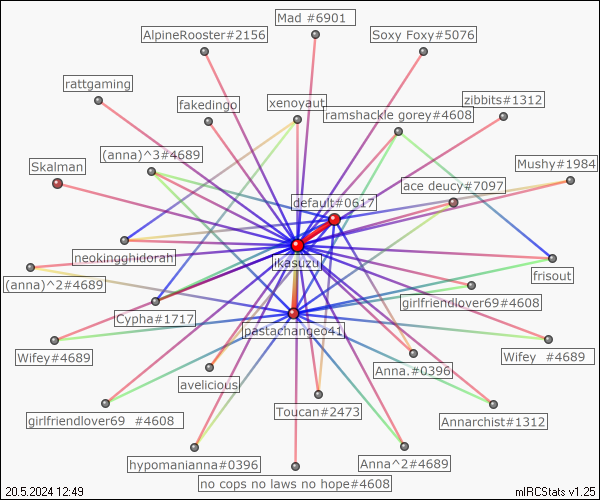 Mad #6901
AlpineRooster#2156
Soxy Foxy#5076
rattgaming
fakedingo
xenoyaut
zibbits#1312
ramshackle gorey#4608
(anna)^3#4689
Skalman
Mushy#1984
ace deucy#7097
default#0617
neokingghidorah
ikasuzu
(anna)^2#4689
frisout
girlfriendlover69#4608
Cypha#1717
pastachangeo41
Wifey#4689
Wifey #4689
Anna.#0396
avelicious
Toucan#2473
girlfriendlover69 #4608
Annarchist#1312
hypomanianna#0396
Anna^2#4689
no cops no laws no hope#4608
20.5.2024 12:49
mIRCStats v1.25